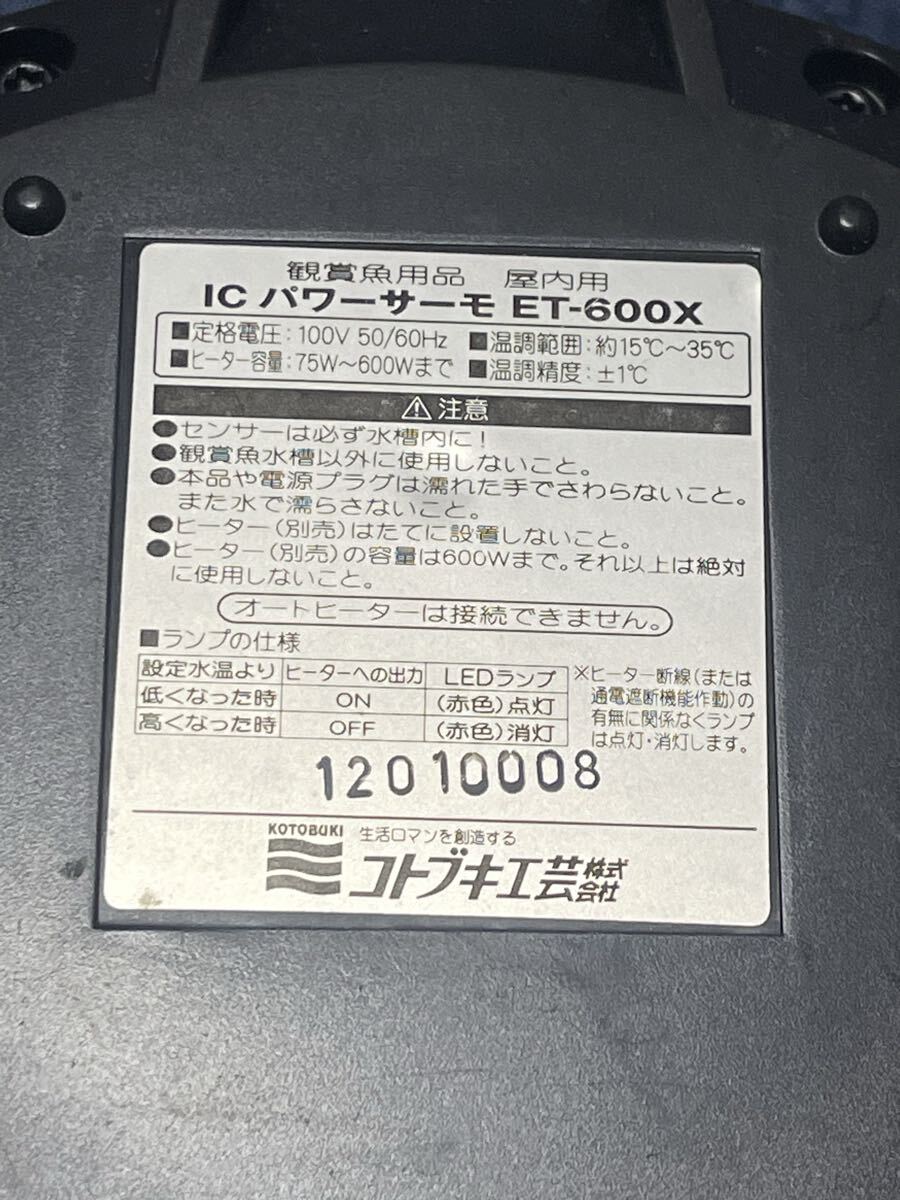 観賞魚用品 屋内用
IC パワーサーモ ET-600X
■定格電圧:100V 50/60Hz ■温調範囲:約15℃〜35℃
■ヒーター容量:75W〜600Wまで ■温調精度:±1℃
⚠注意
●センサーは必ず水槽内に!
●観賞魚水槽以外に使用しないこと。
●本品や電源プラグは濡れた手でさわらないこと。
また水で濡らさないこと。
●ヒーター(別売)はたてに設置しないこと。
●ヒーター(別売)の容量は600Wまで。それ以上は絶対
に使用しないこと。
オートヒーターは接続できません。
■ランプの仕様
設定水温より ヒーターへの出力 LEDランプ
低くなった時 ON (赤色)点灯
高くなった時 OFF (赤色)消灯
※ヒーター断線(または
通電遮断機能作動)の
有無に関係なくランプ
は点灯・消灯します。
12010008
KOTOBUKI 生活ロマンを創造する
コトブキ工芸株式会社